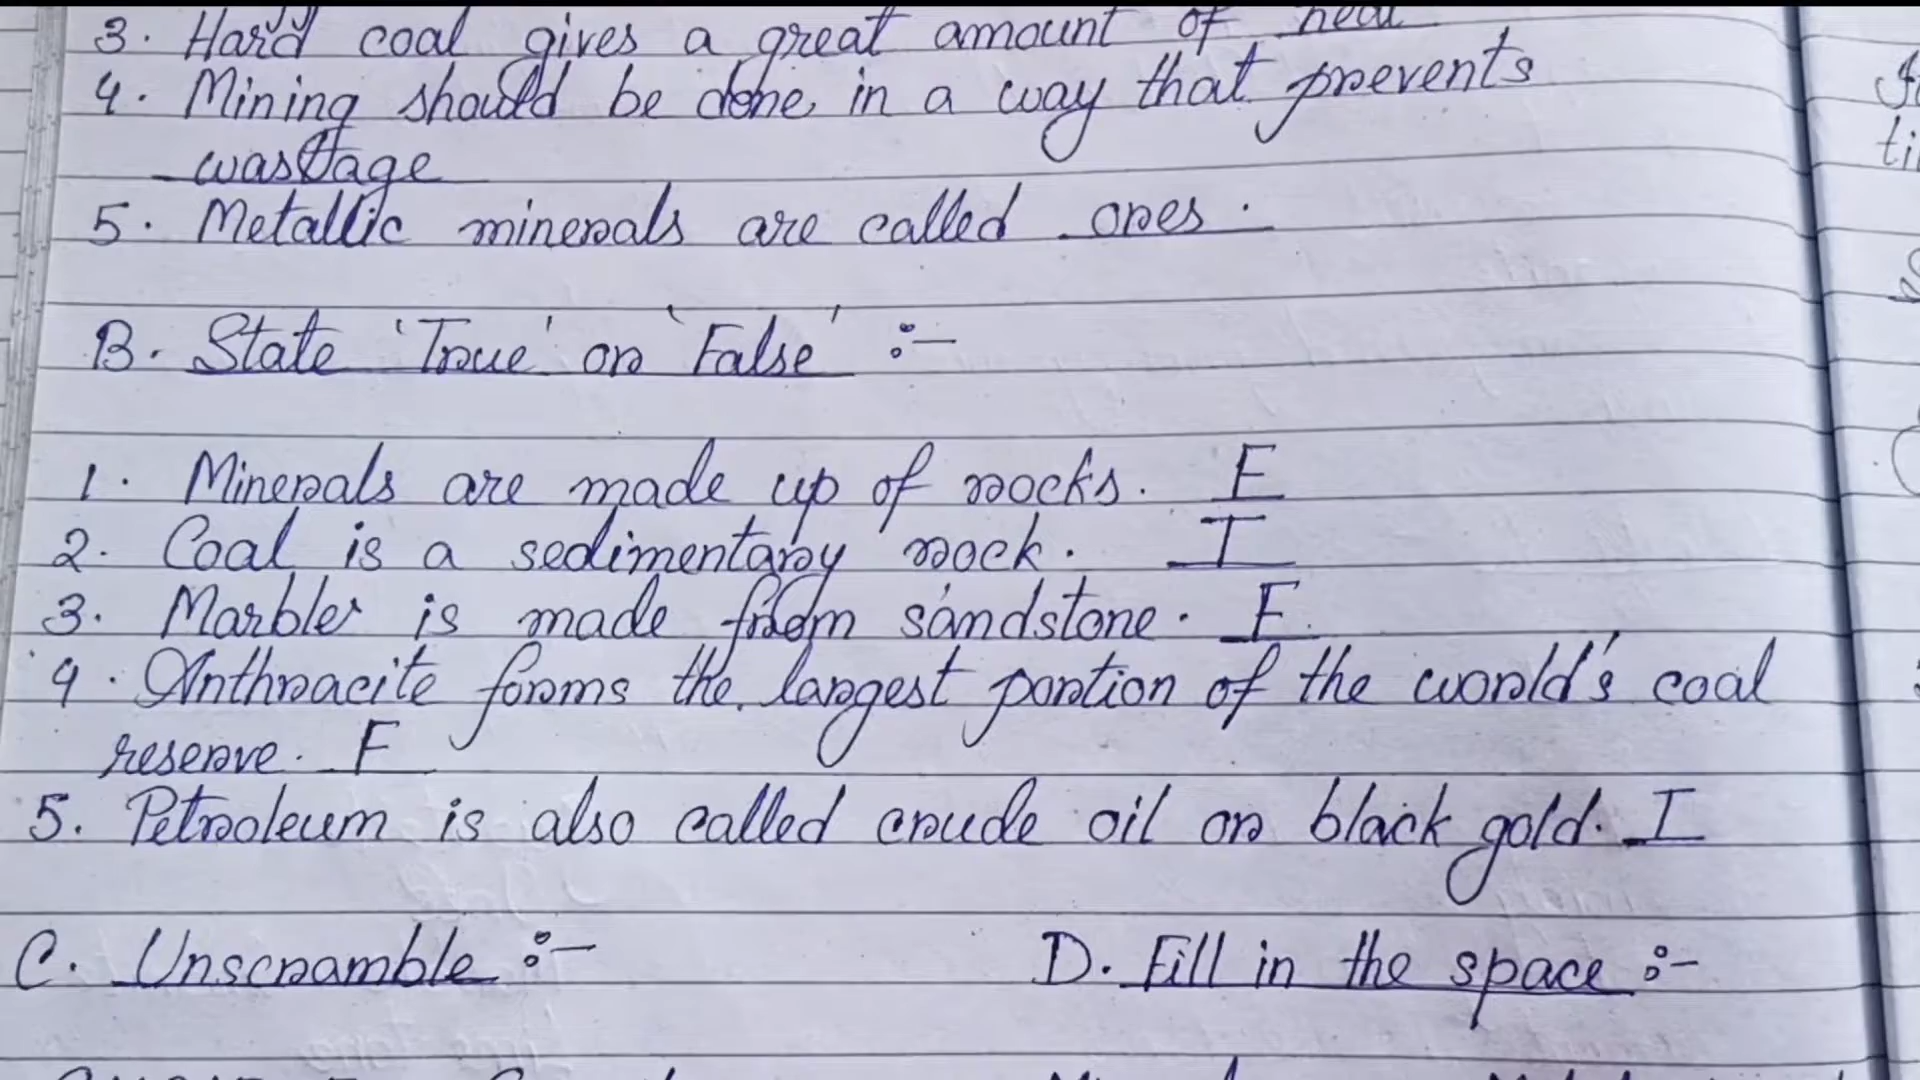 3. Hard coal gives a great amount of heat
4. Mining should be done in a way that prevents
wastage
5. Metallic minerals are called ores.
B. State 'True' or 'False' :-
1. Minerals are made up of rocks. F
2. Coal is a sedimentary rock. T
3. Marble is made from sandstone. F
4. Anthracite forms the largest portion of the world's coal
reserve. F
5. Petroleum is also called crude oil or black gold. T
C. Unscramble :-
D. Fill in the space :-